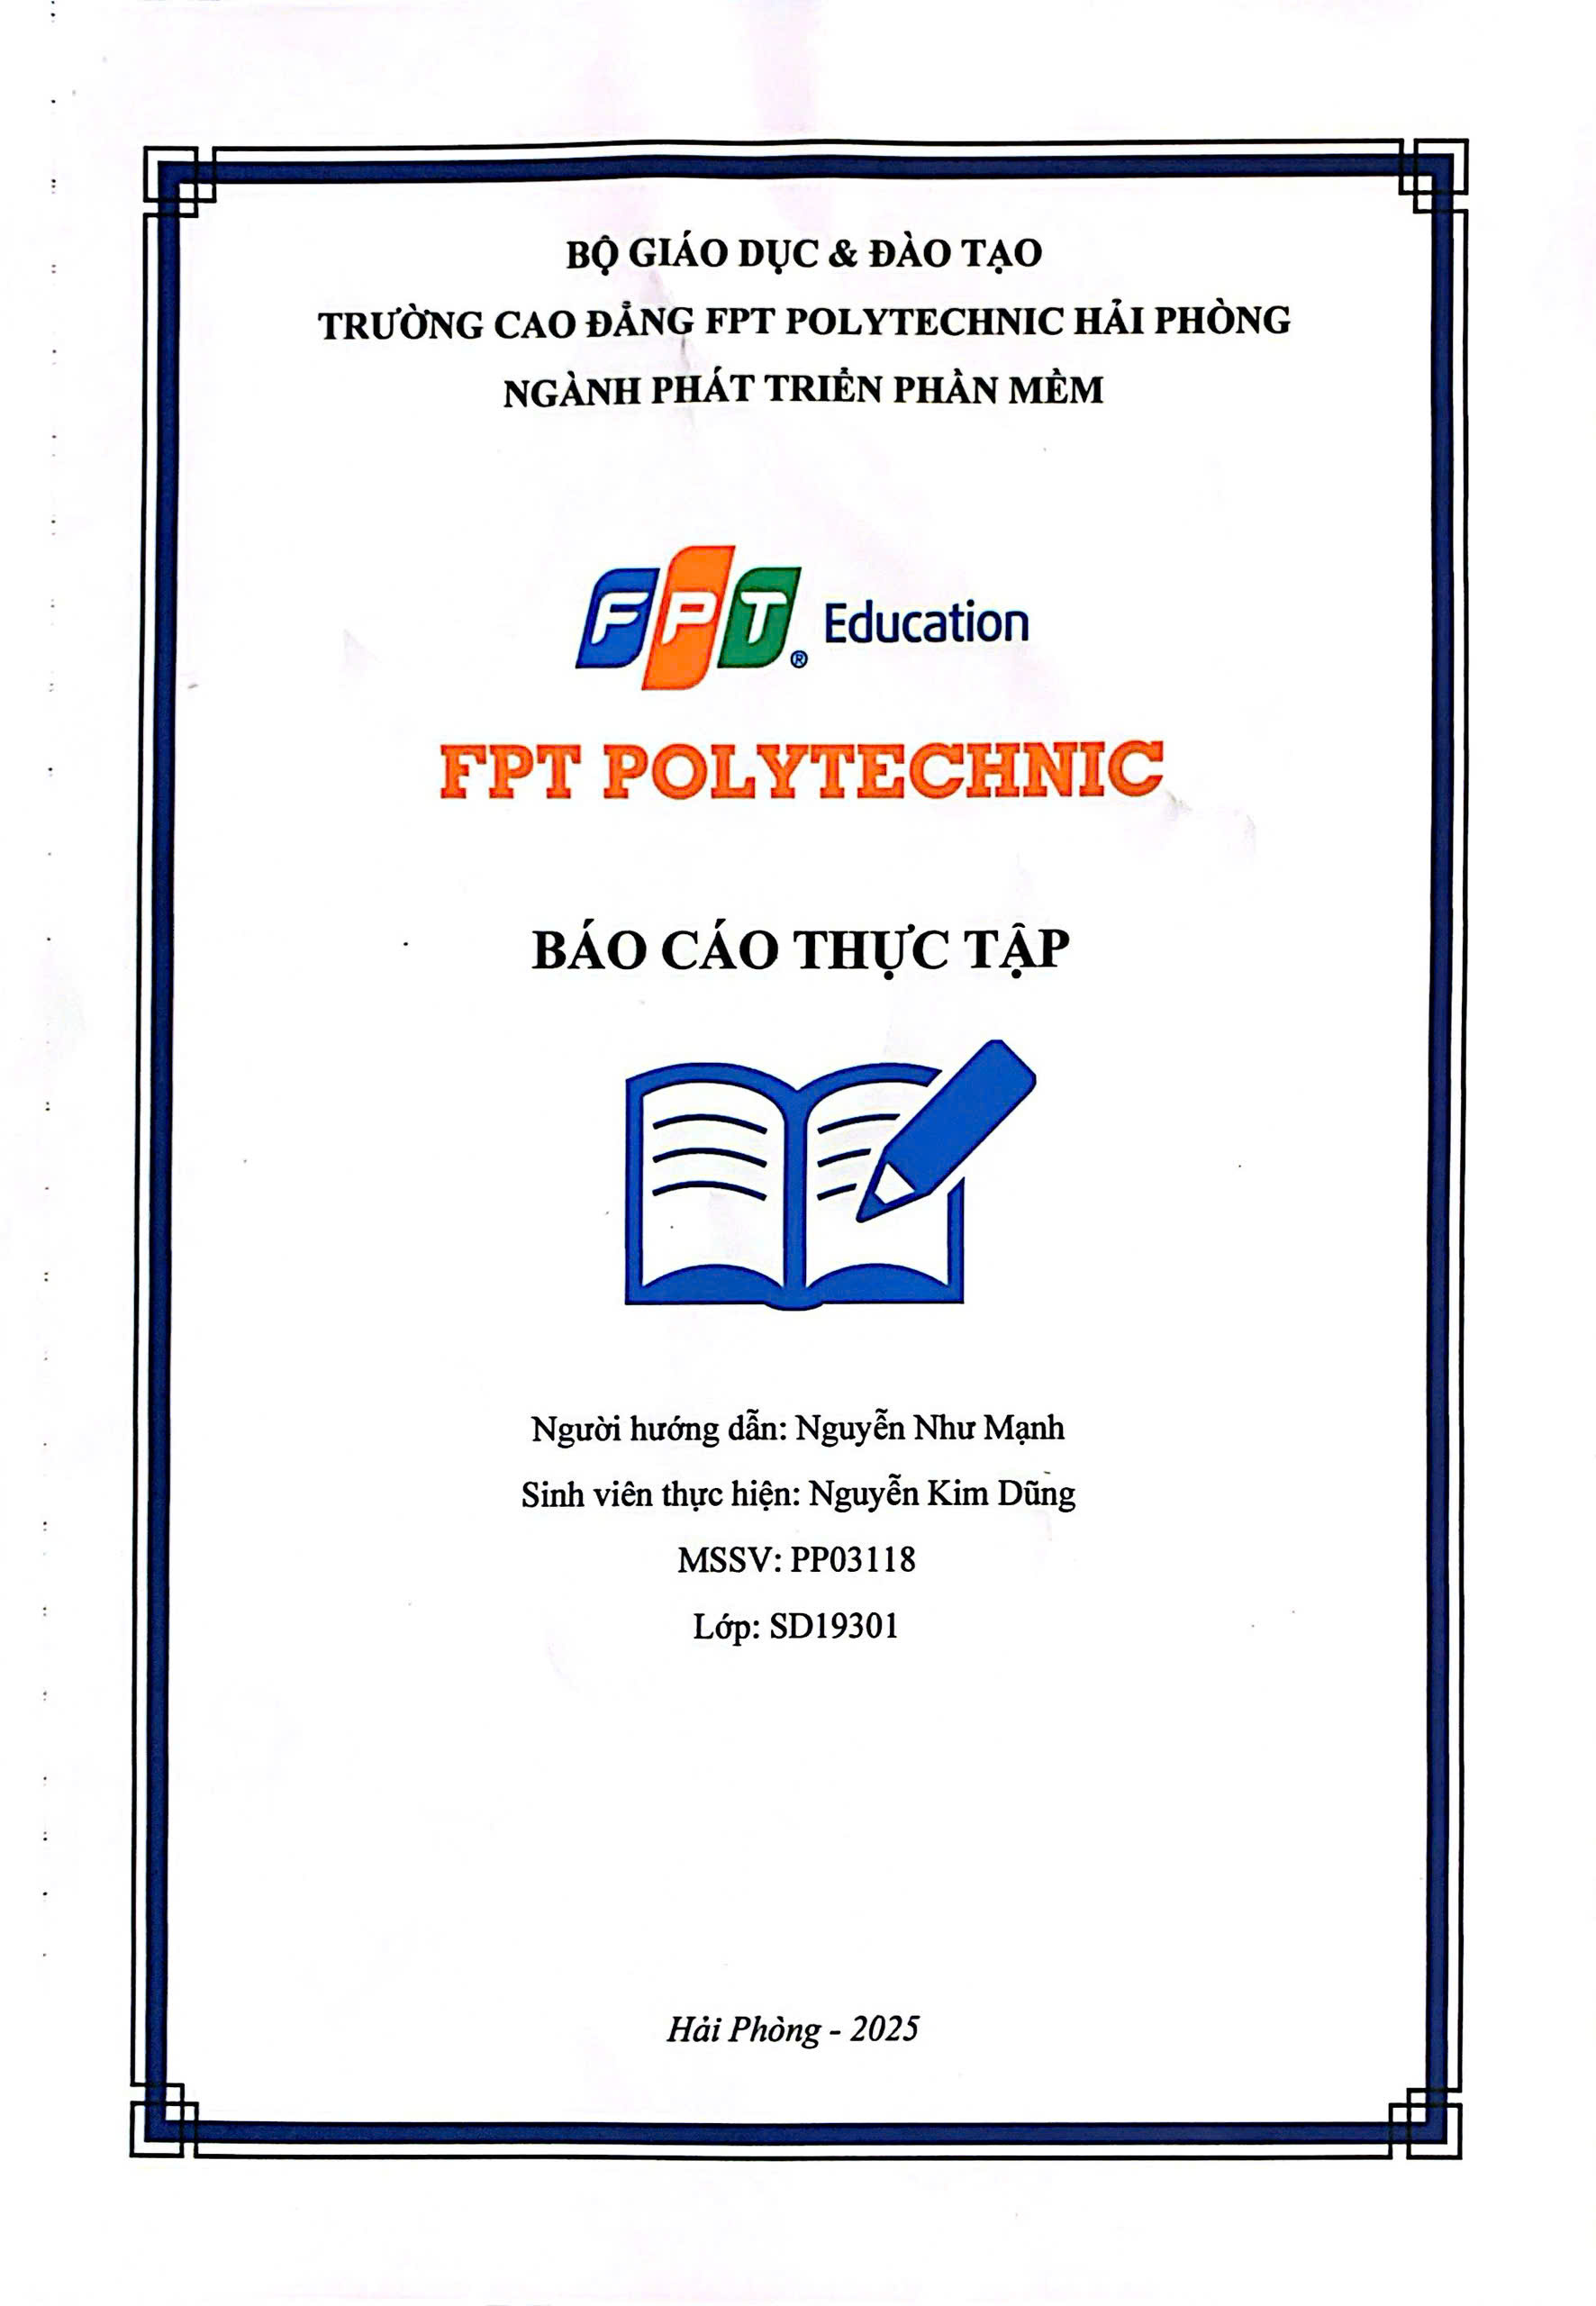 BỘ GIÁO DỤC & ĐÀO TẠO
TRƯỜNG CAO ĐẲNG FPT POLYTECHNIC HẢI PHÒNG
NGÀNH PHÁT TRIỂN PHẦN MỀM
FPT® Education
FPT POLYTECHNIC
BÁO CÁO THỰC TẬP
Người hướng dẫn: Nguyễn Như Mạnh
Sinh viên thực hiện: Nguyễn Kim Dũng
MSSV: PP03118
Lớp: SD19301
Hải Phòng - 2025